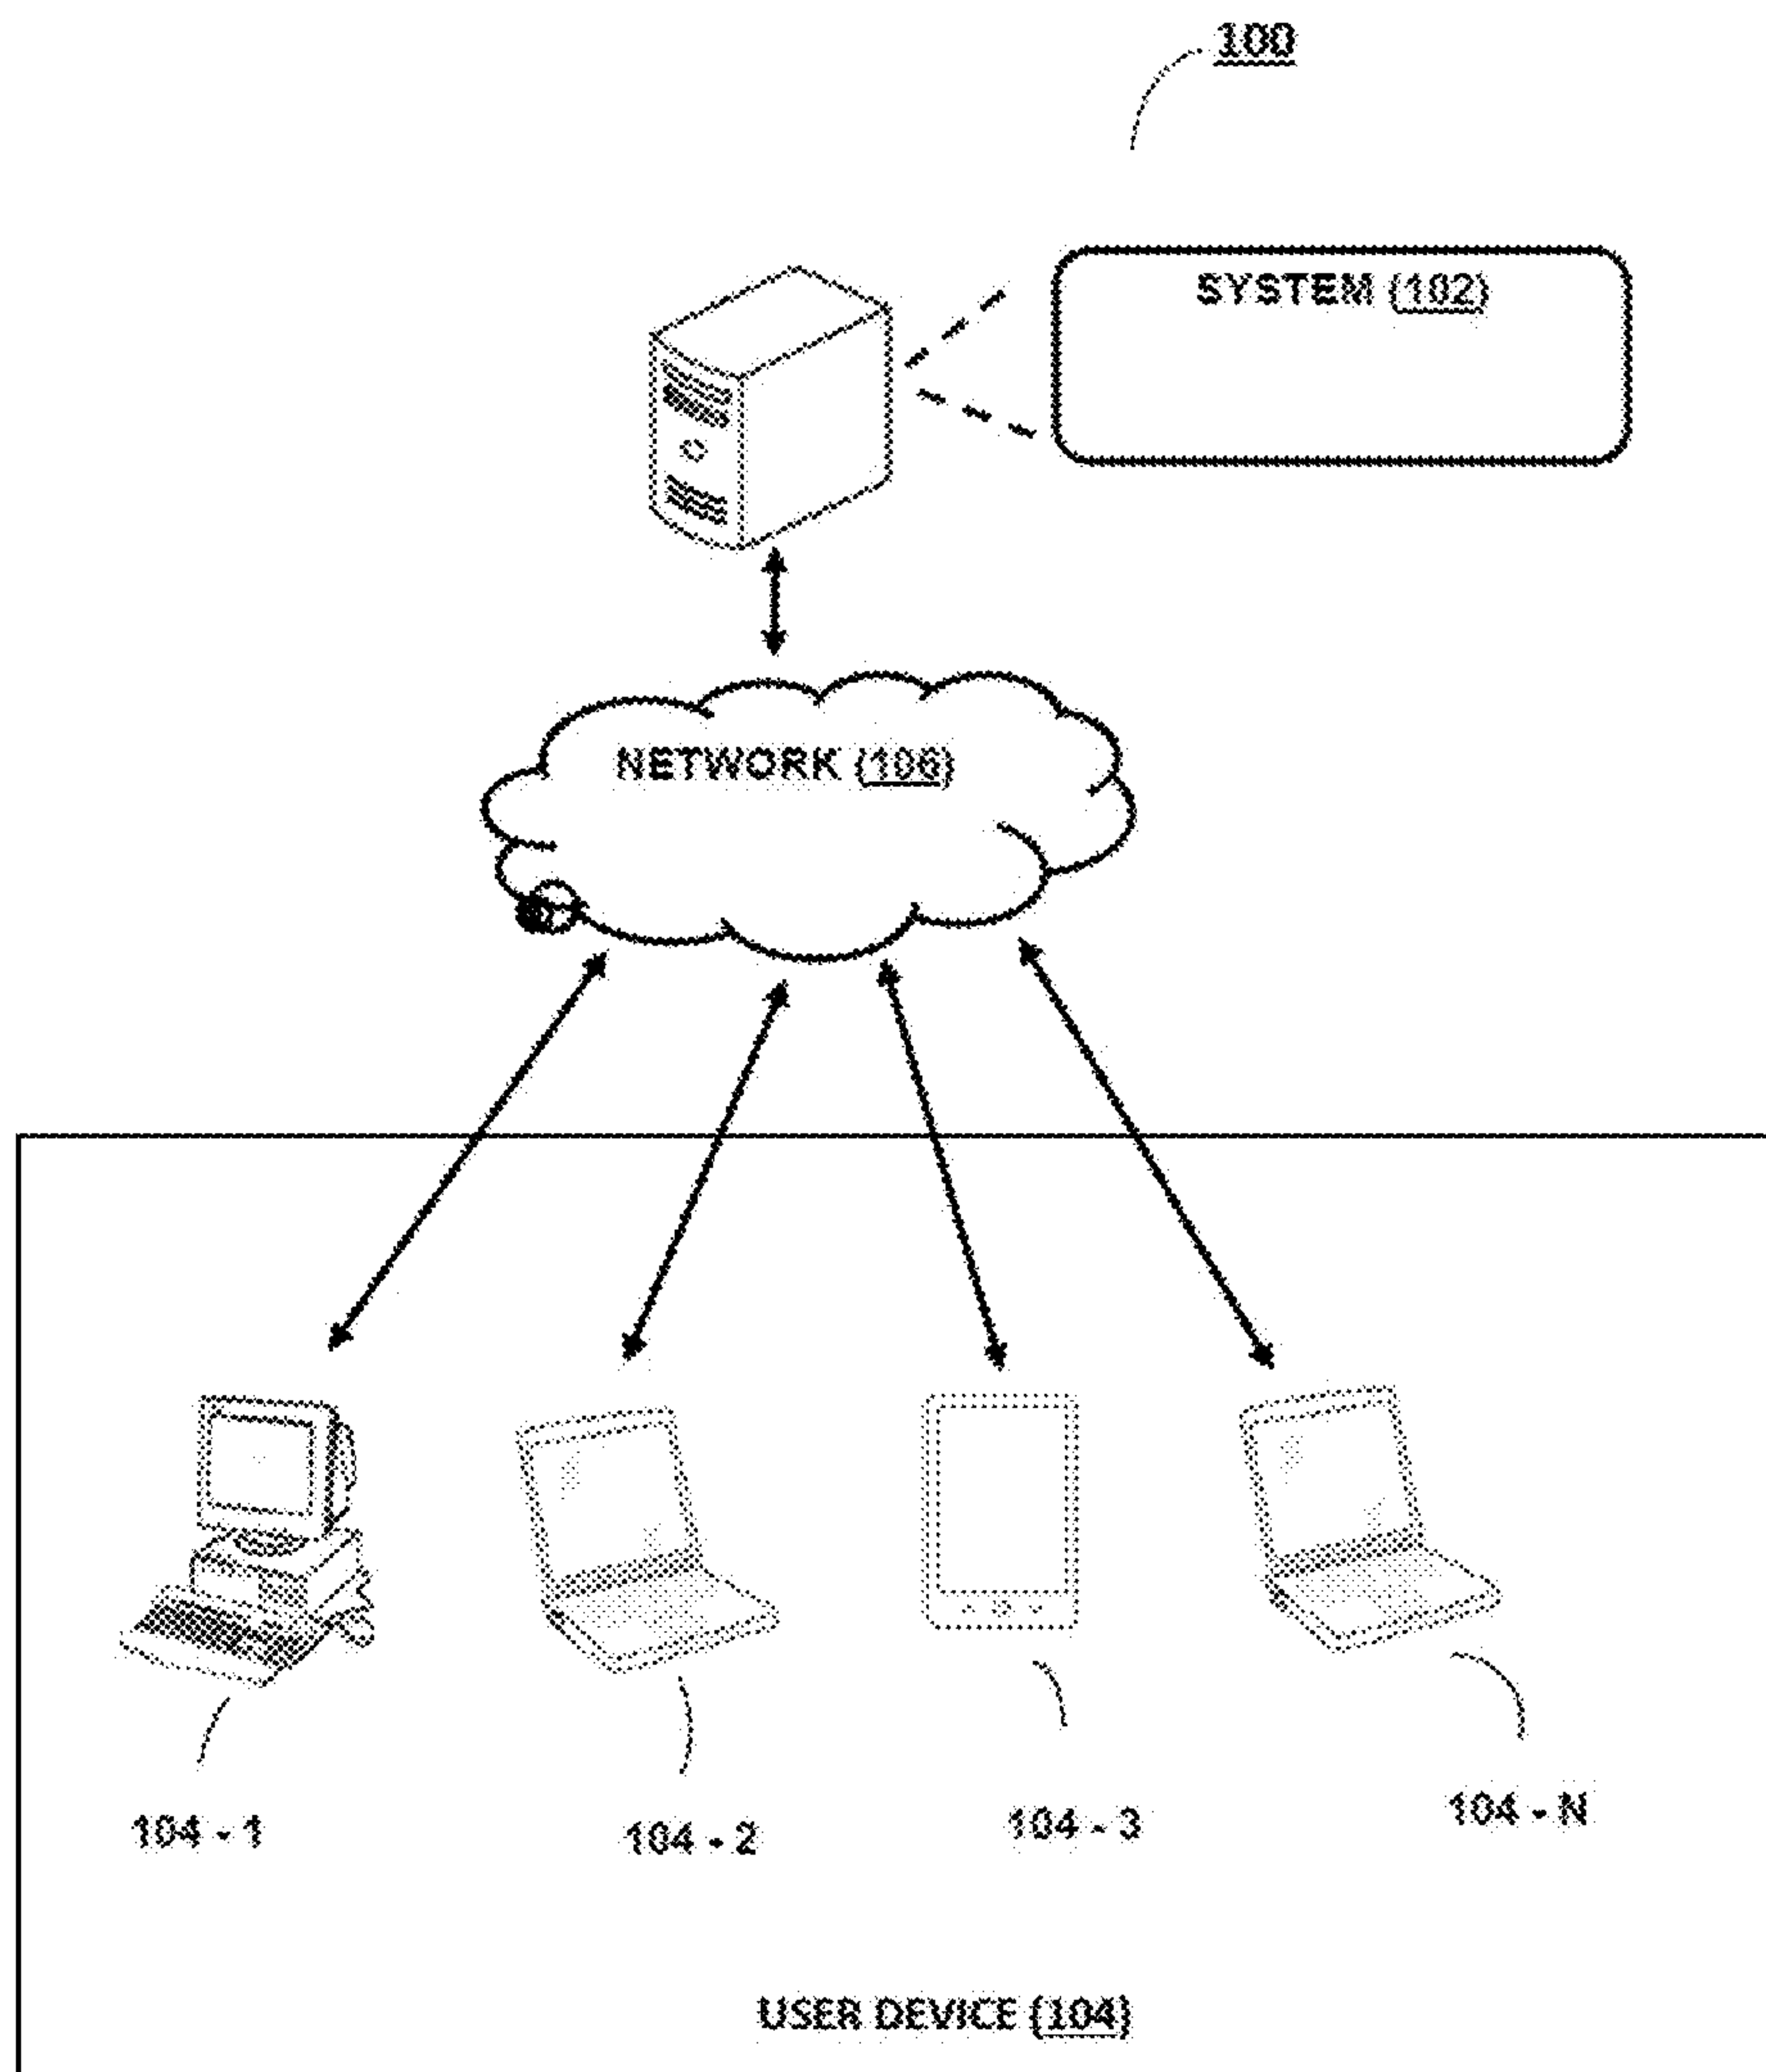 100
SYSTEM (102)
NETWORK (106)
104 - 1
104 - 2
104 - 3
104 - N
USER DEVICE (104)